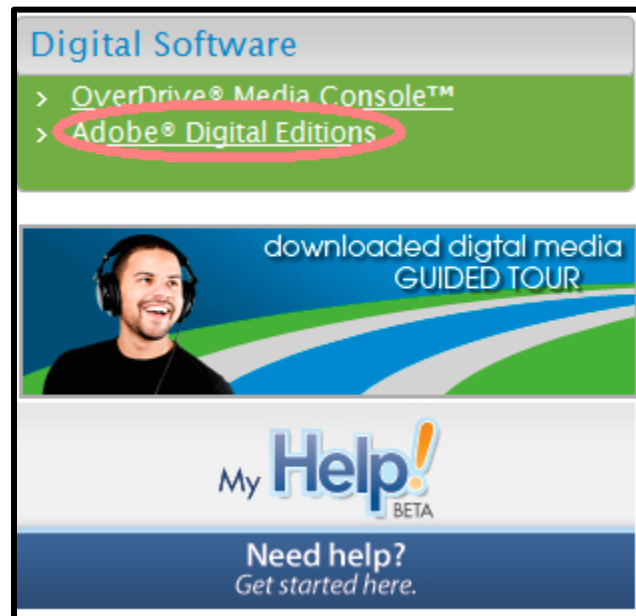 Digital Software
> OverDrive® Media Console™
> Adobe® Digital Editions
downloaded digtal media
GUIDED TOUR
My Help!
BETA
Need help?
Get started here.